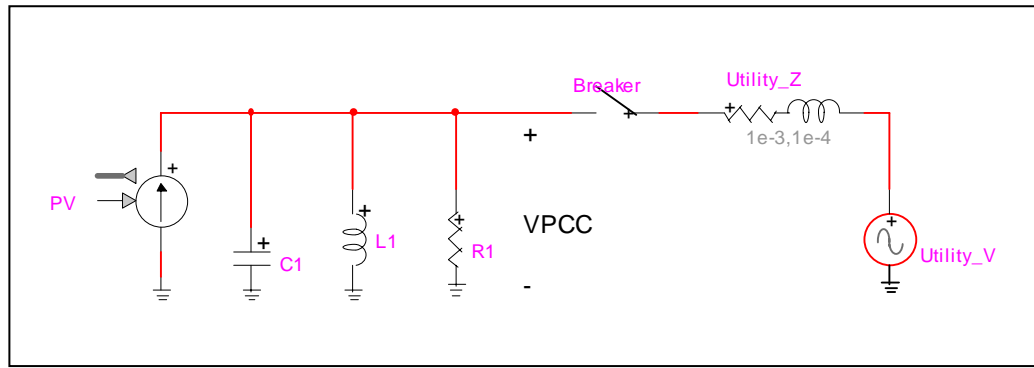 Breaker
Utility_Z
+
+
+
1e-3,1e-4
+
PV
+
+
+
+
VPCC
C1
L1
R1
-
+
Utility_V